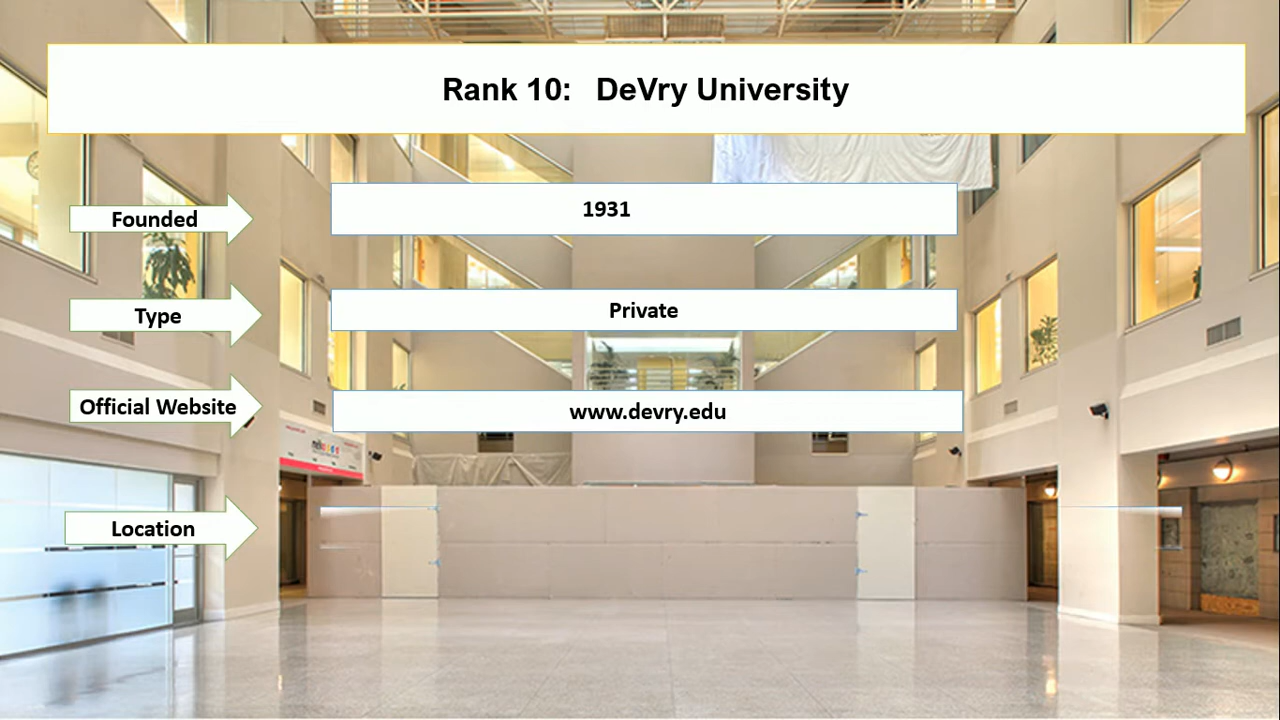 Rank 10: DeVry University
Founded
1931
Type
Private
Official Website
www.devry.edu
Location